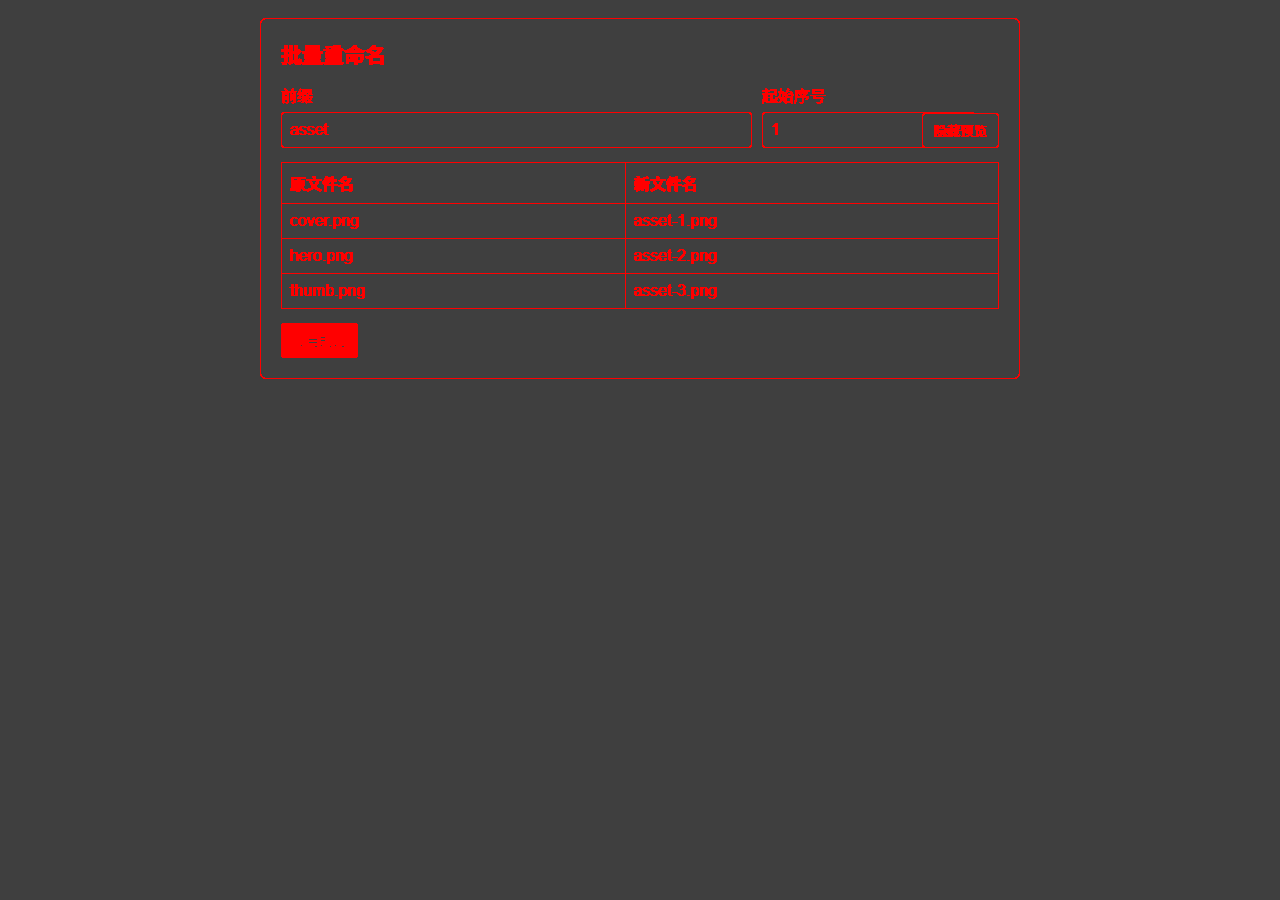 批量重命名
前缀
起始序号
asset
1
隐藏预览
原文件名
新文件名
cover.png
asset-1.png
hero.png
asset-2.png
thumb.png
asset-3.png